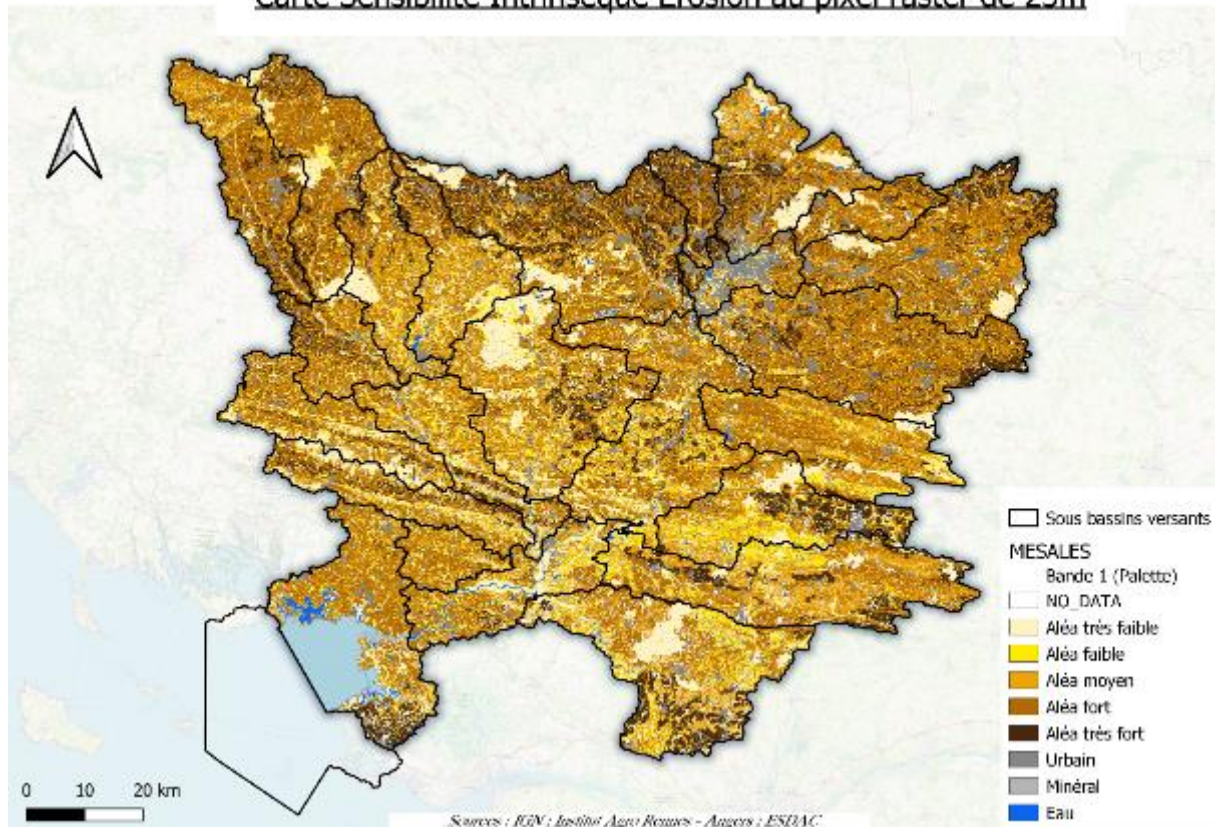 Carte Sensibilité Intrinsèque Erosion au pixel raster de 25m
Sous bassins versants
MESALES
Bande 1 (Palette)
NO_DATA
Aléa très faible
Aléa faible
Aléa moyen
Aléa fort
Aléa très fort
Urbain
Minéral
Eau
0 10 20 km
Sources : IGN ; Institut Agro Rennes - Angers ; ESDAC